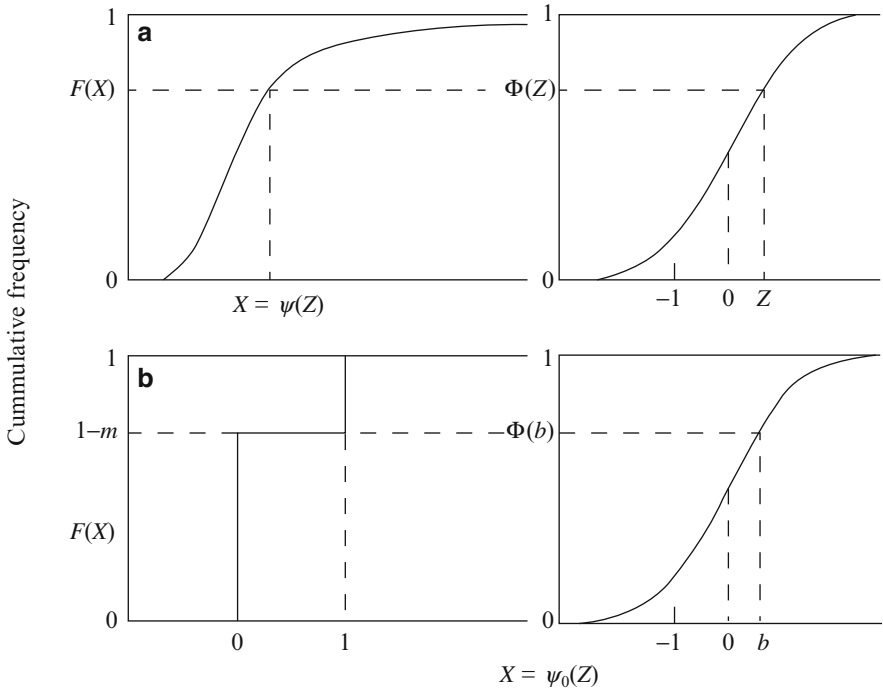 Cummulative frequency
a
1
F(X)
0
X = ψ(Z)
1
Φ(Z)
0
−1 0 Z
b
1
1−m
F(X)
0
0 1
1
Φ(b)
0
−1 0 b
X = ψ₀(Z)